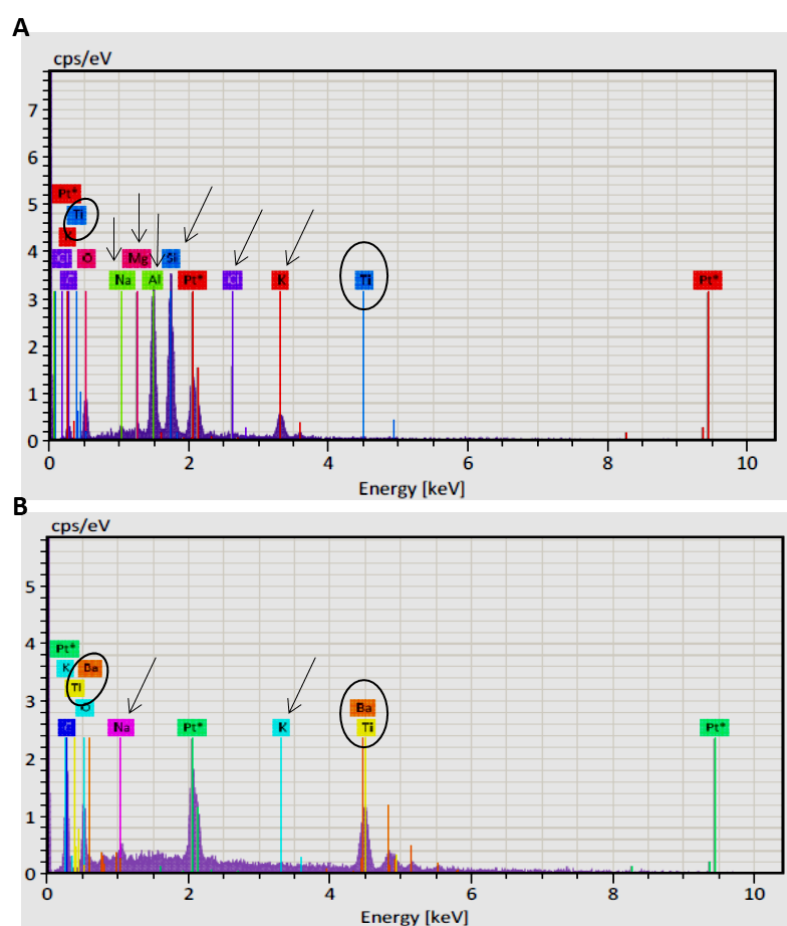 A
cps/eV
7
6
5
4
3
2
1
0
Pt*
Ti
K
Cl O Mg Si
C Na Al Pt* Cl K Ti Pt*
0 2 4 6 8 10
Energy [keV]
B
cps/eV
5
4
3
2
1
0
Pt*
K Ba
Ti
O Ba
C Na Pt* K Ti Pt*
0 2 4 6 8 10
Energy [keV]